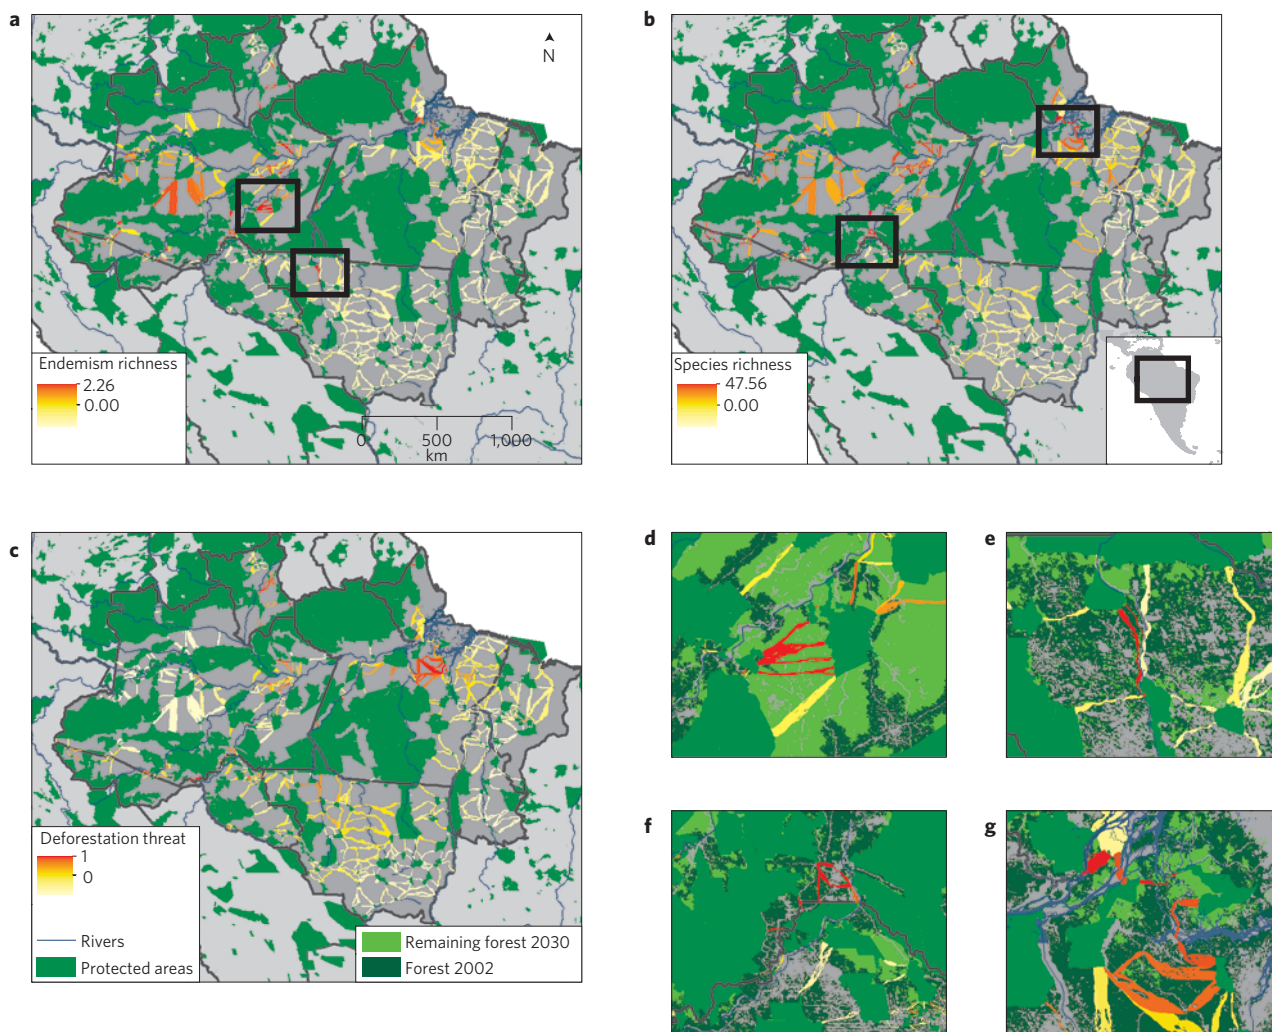 a
N
Endemism richness
2.26
0.00
0 500 1,000
km
b
Species richness
47.56
0.00
c
Deforestation threat
1
0
Rivers
Protected areas
Remaining forest 2030
Forest 2002
d
e
f
g